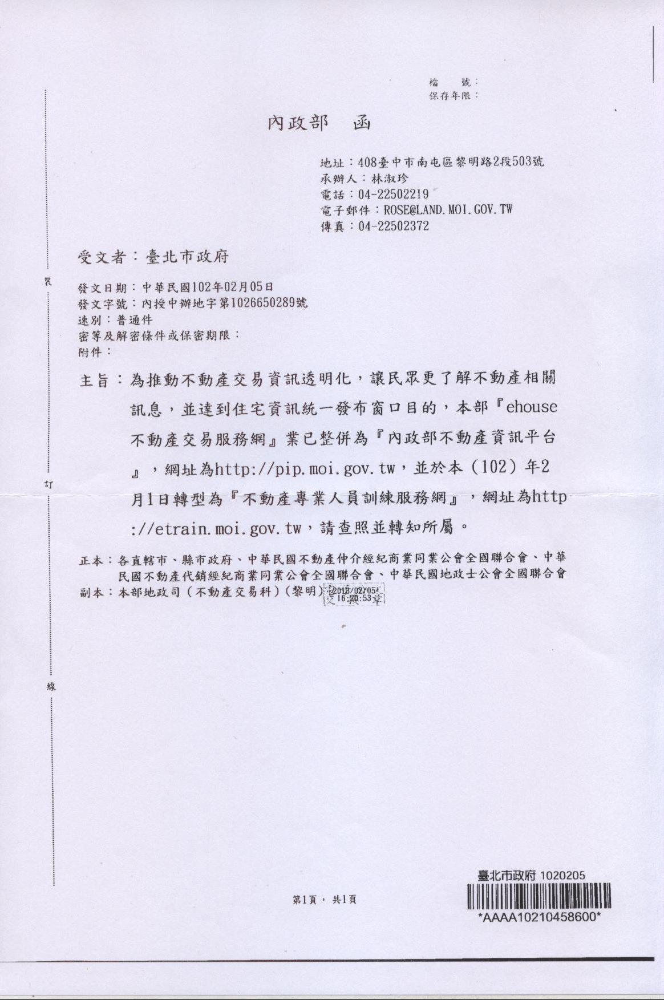 檔　　號：
保存年限：
內政部　函
地址：408臺中市南屯區黎明路2段503號
承辦人：林淑珍
電話：04-22502219
電子郵件：ROSE@LAND.MOI.GOV.TW
傳真：04-22502372
受文者：臺北市政府
發文日期：中華民國102年02月05日
發文字號：內授中辦地字第1026650289號
速別：普通件
密等及解密條件或保密期限：
附件：
主旨：為推動不動產交易資訊透明化，讓民眾更了解不動產相關
訊息，並達到住宅資訊統一發布窗口目的，本部『ehouse
不動產交易服務網』業已整併為『內政部不動產資訊平台
』，網址為http://pip.moi.gov.tw，並於本（102）年2
月1日轉型為『不動產專業人員訓練服務網』，網址為http
://etrain.moi.gov.tw，請查照並轉知所屬。
正本：各直轄市、縣市政府、中華民國不動產仲介經紀商業同業公會全國聯合會、中華
民國不動產代銷經紀商業同業公會全國聯合會、中華民國地政士公會全國聯合會
副本：本部地政司（不動產交易科）（黎明）
2013/02/05
16:20:53
裝
訂
線
第1頁，共1頁
臺北市政府 1020205
*AAAA10210458600*